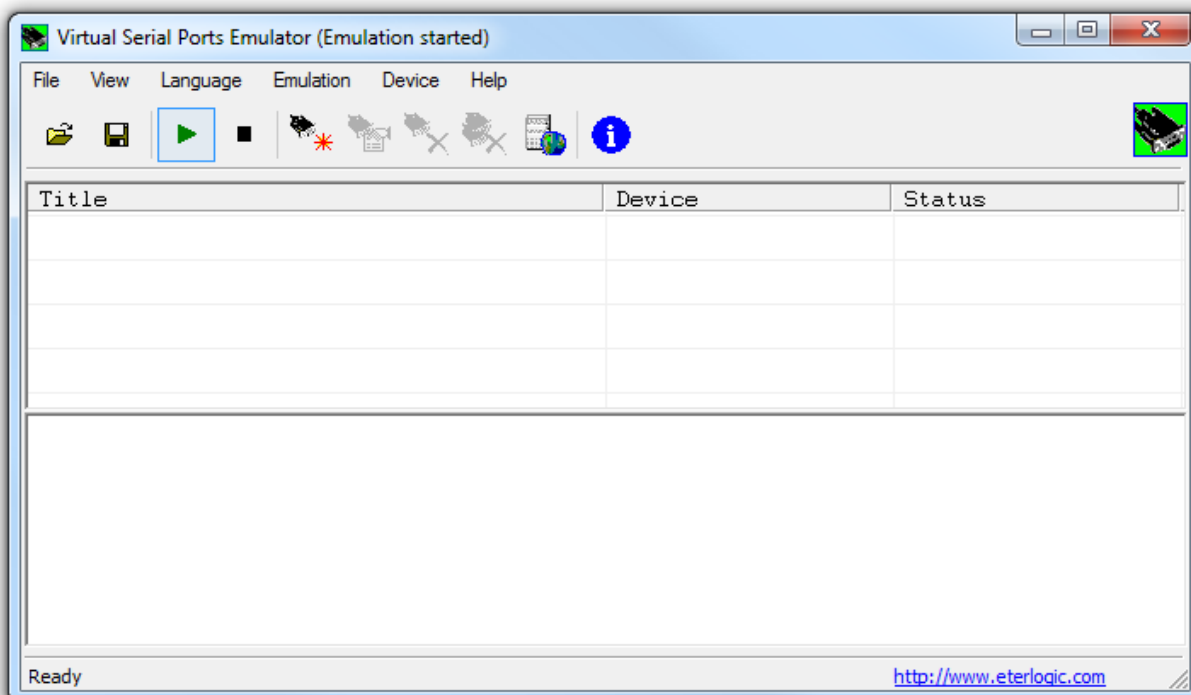 Virtual Serial Ports Emulator (Emulation started)
File View Language Emulation Device Help
Title Device Status
Ready http://www.eterlogic.com